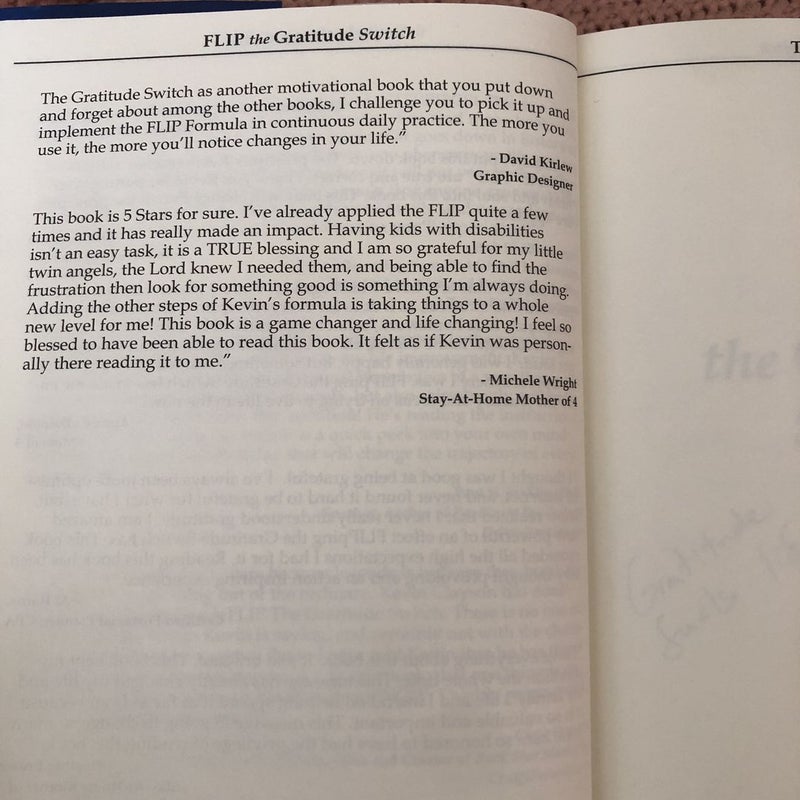 FLIP the Gratitude Switch
The Gratitude Switch as another motivational book that you put down
and forget about among the other books, I challenge you to pick it up and
implement the FLIP Formula in continuous daily practice. The more you
use it, the more you'll notice changes in your life.”
- David Kirlew
Graphic Designer
This book is 5 Stars for sure. I've already applied the FLIP quite a few
times and it has really made an impact. Having kids with disabilities
isn't an easy task, it is a TRUE blessing and I am so grateful for my little
twin angels, the Lord knew I needed them, and being able to find the
frustration then look for something good is something I'm always doing.
Adding the other steps of Kevin's formula is taking things to a whole
new level for me! This book is a game changer and life changing! I feel so
blessed to have been able to read this book. It felt as if Kevin was person-
ally there reading it to me.”
- Michele Wright
Stay-At-Home Mother of 4
the
Gratitude